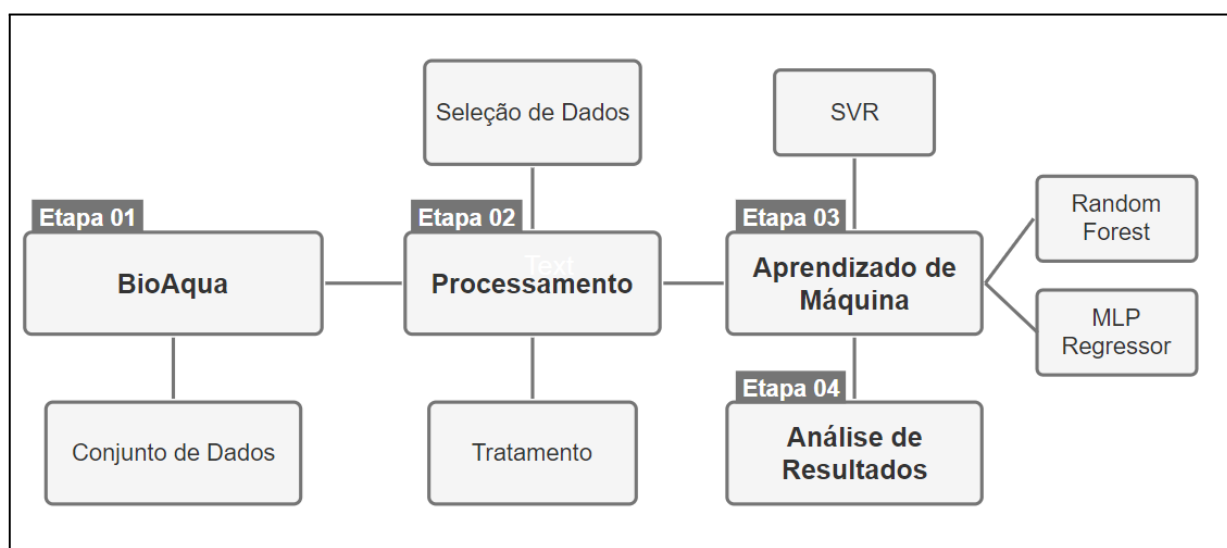 Seleção de Dados
SVR
Etapa 01
BioAqua
Conjunto de Dados
Etapa 02
Text
Processamento
Tratamento
Etapa 03
Aprendizado de
Máquina
Random
Forest
MLP
Regressor
Etapa 04
Análise de
Resultados